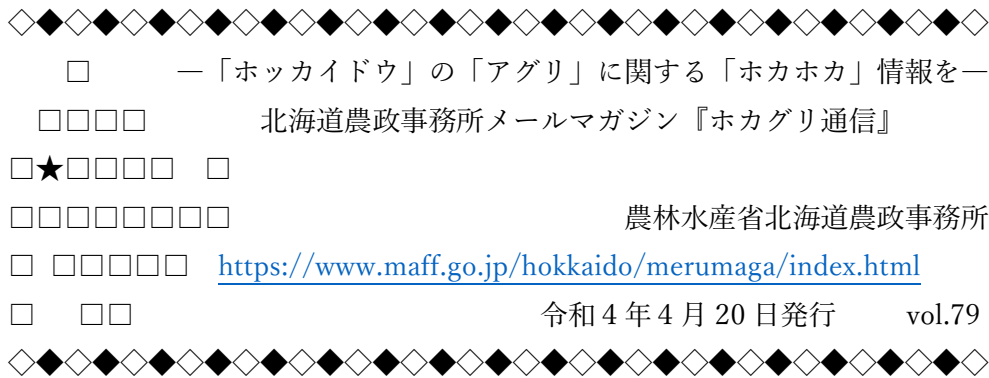 ◇◆◇◆◇◆◇◆◇◆◇◆◇◆◇◆◇◆◇◆◇◆◇◆◇◆◇◆◇◆◇◆◇◆◇
□ ―「ホッカイドウ」の「アグリ」に関する「ホカホカ」情報を―
□□□□ 北海道農政事務所メールマガジン『ホカグリ通信』
□★□□□□ □
□□□□□□□□ 農林水産省北海道農政事務所
□ □□□□□ https://www.maff.go.jp/hokkaido/merumaga/index.html
□ □□ 令和4年4月20日発行 vol.79
◇◆◇◆◇◆◇◆◇◆◇◆◇◆◇◆◇◆◇◆◇◆◇◆◇◆◇◆◇◆◇◆◇◆◇